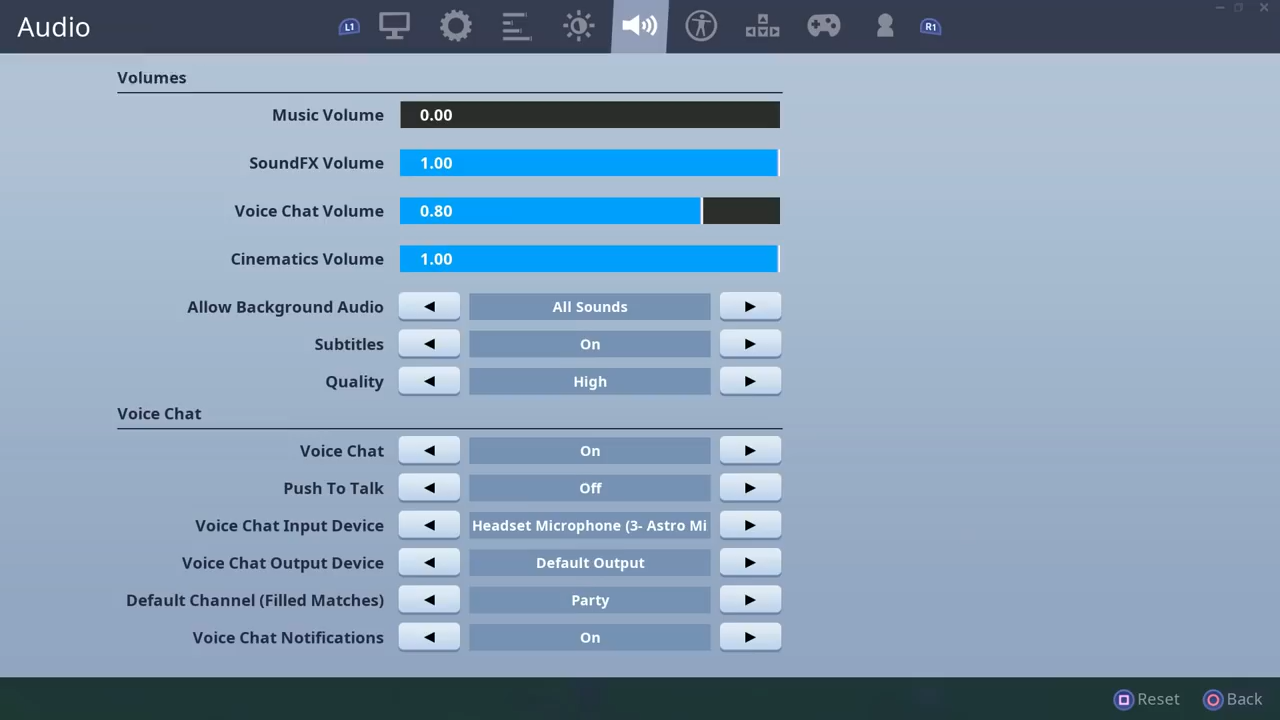 Audio
L1
R1
Volumes
Music Volume 0.00
SoundFX Volume 1.00
Voice Chat Volume 0.80
Cinematics Volume 1.00
Allow Background Audio All Sounds
Subtitles On
Quality High
Voice Chat
Voice Chat On
Push To Talk Off
Voice Chat Input Device Headset Microphone (3- Astro Mi
Voice Chat Output Device Default Output
Default Channel (Filled Matches) Party
Voice Chat Notifications On
Reset Back